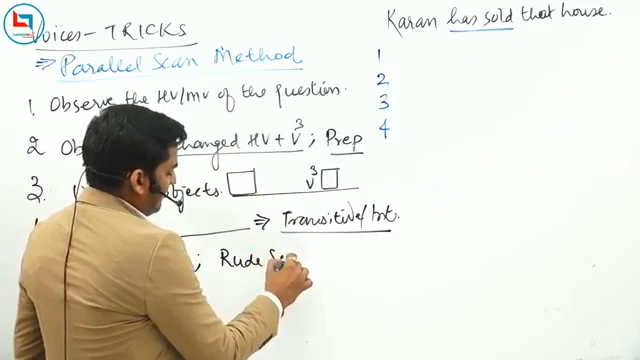 Voices - TRICKS
⇒ Parallel Scan Method
1. Observe the HV/MV of the question.
2 Ob changed HV + V³ ; Prep
3. bjects. V³
⇒ Transitive/Int.
; Rude
Karan has sold that house.
1
2
3
4